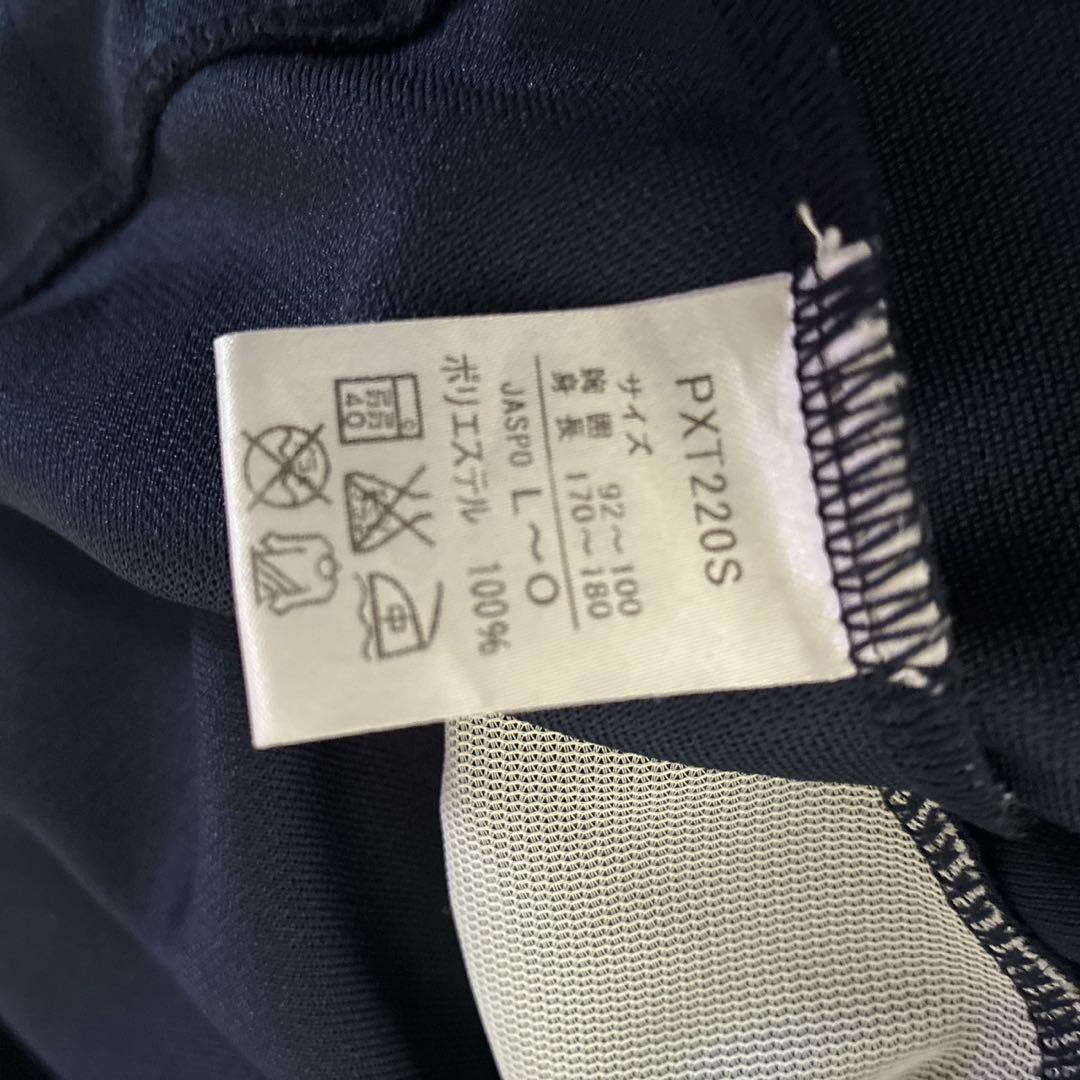 PXT220S
サイズ
胸囲 92〜100
身長 170〜180
JASPO L〜O
ポリエステル 100%
40
中